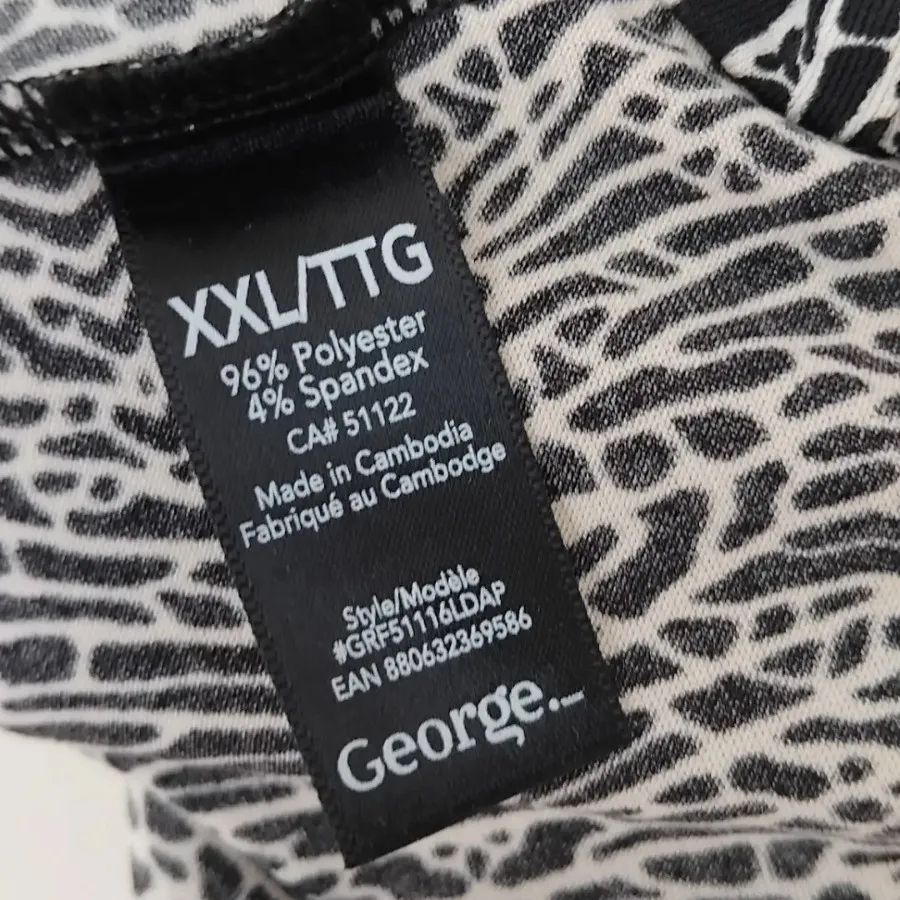 XXL/TTG
96% Polyester
4% Spandex
CA# 51122
Made in Cambodia
Fabriqué au Cambodge
Style/Modèle
#GRF51116LDAP
EAN 880632369586
George._